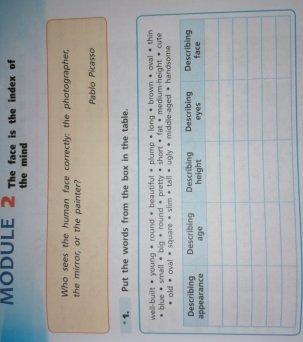 MODULE 2 The face is the index of
the mind
Who sees the human face correctly: the photographer,
the mirror, or the painter?
Pablo Picasso
*1. Put the words from the box in the table.
well-built • young • round • beautiful • plump • long • brown • oval • thin
• blue • small • big • round • pretty • short • fat • medium-height • cute
• old • oval • square • slim • tall • ugly • middle-aged • handsome
Describing appearance
Describing age
Describing height
Describing eyes
Describing face